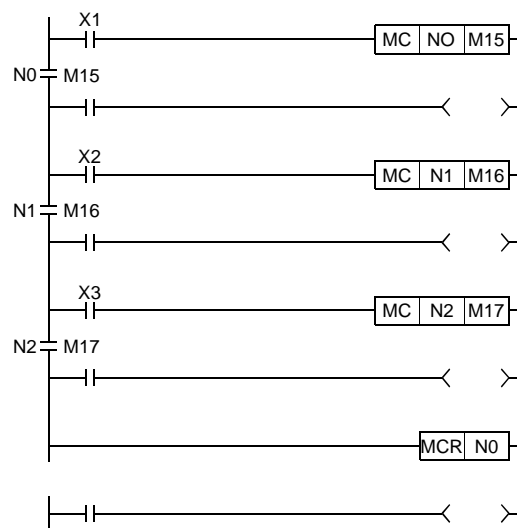 X1
MC NO M15
N0 M15
X2
MC N1 M16
N1 M16
X3
MC N2 M17
N2 M17
MCR N0